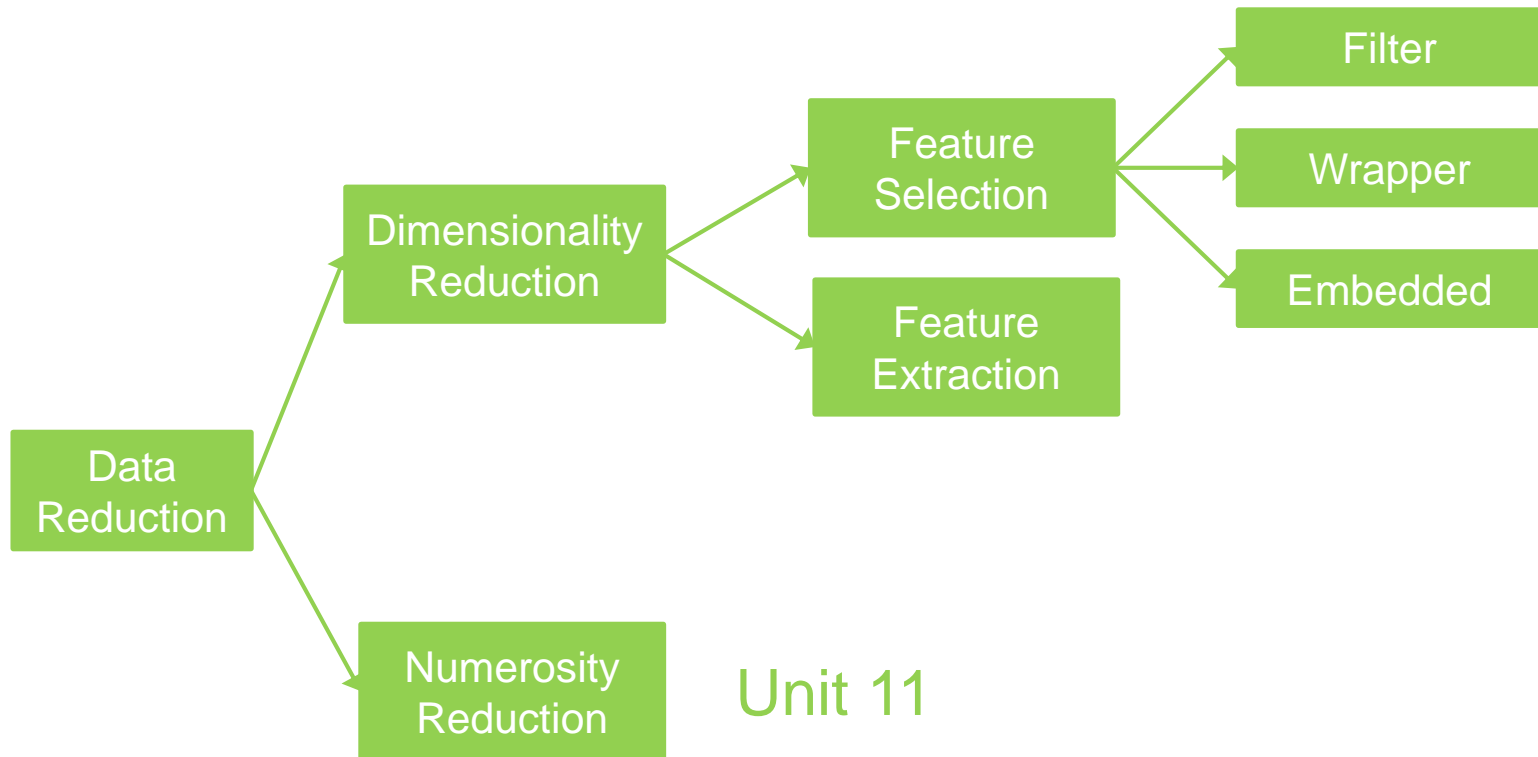 Filter
Feature
Selection
Wrapper
Dimensionality
Reduction
Embedded
Feature
Extraction
Data
Reduction
Numerosity
Reduction
Unit 11